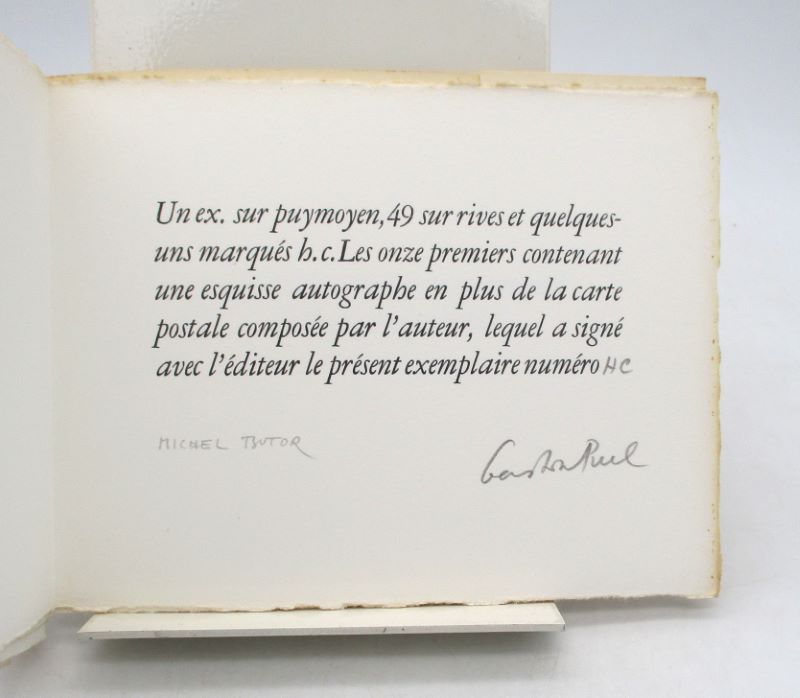 Un ex. sur puymoyen, 49 sur rives et quelques-
uns marqués h.c. Les onze premiers contenant
une esquisse autographe en plus de la carte
postale composée par l'auteur, lequel a signé
avec l'éditeur le présent exemplaire numéro HC
MICHEL BUTOR
Gaston Puel